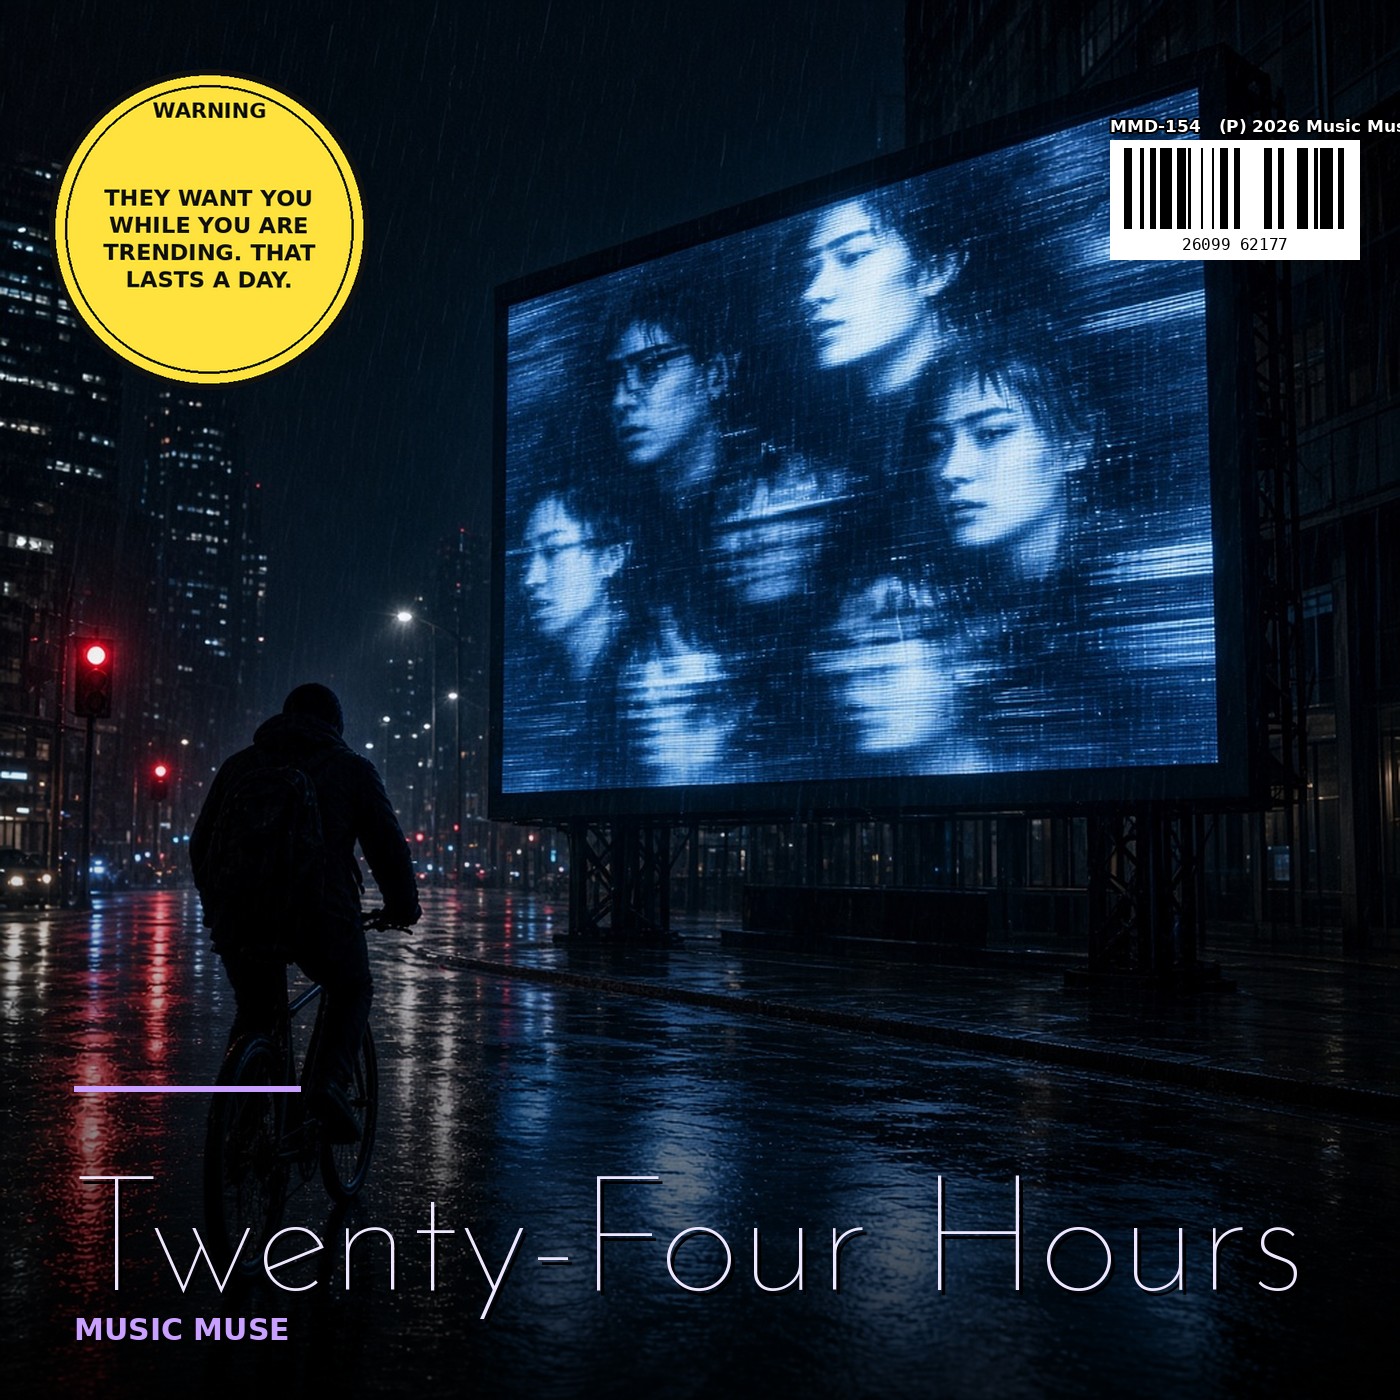 WARNING
THEY WANT YOU
WHILE YOU ARE
TRENDING. THAT
LASTS A DAY.
MMD-154 (P) 2026 Music Mus
26099 62177
Twenty-Four Hours
MUSIC MUSE